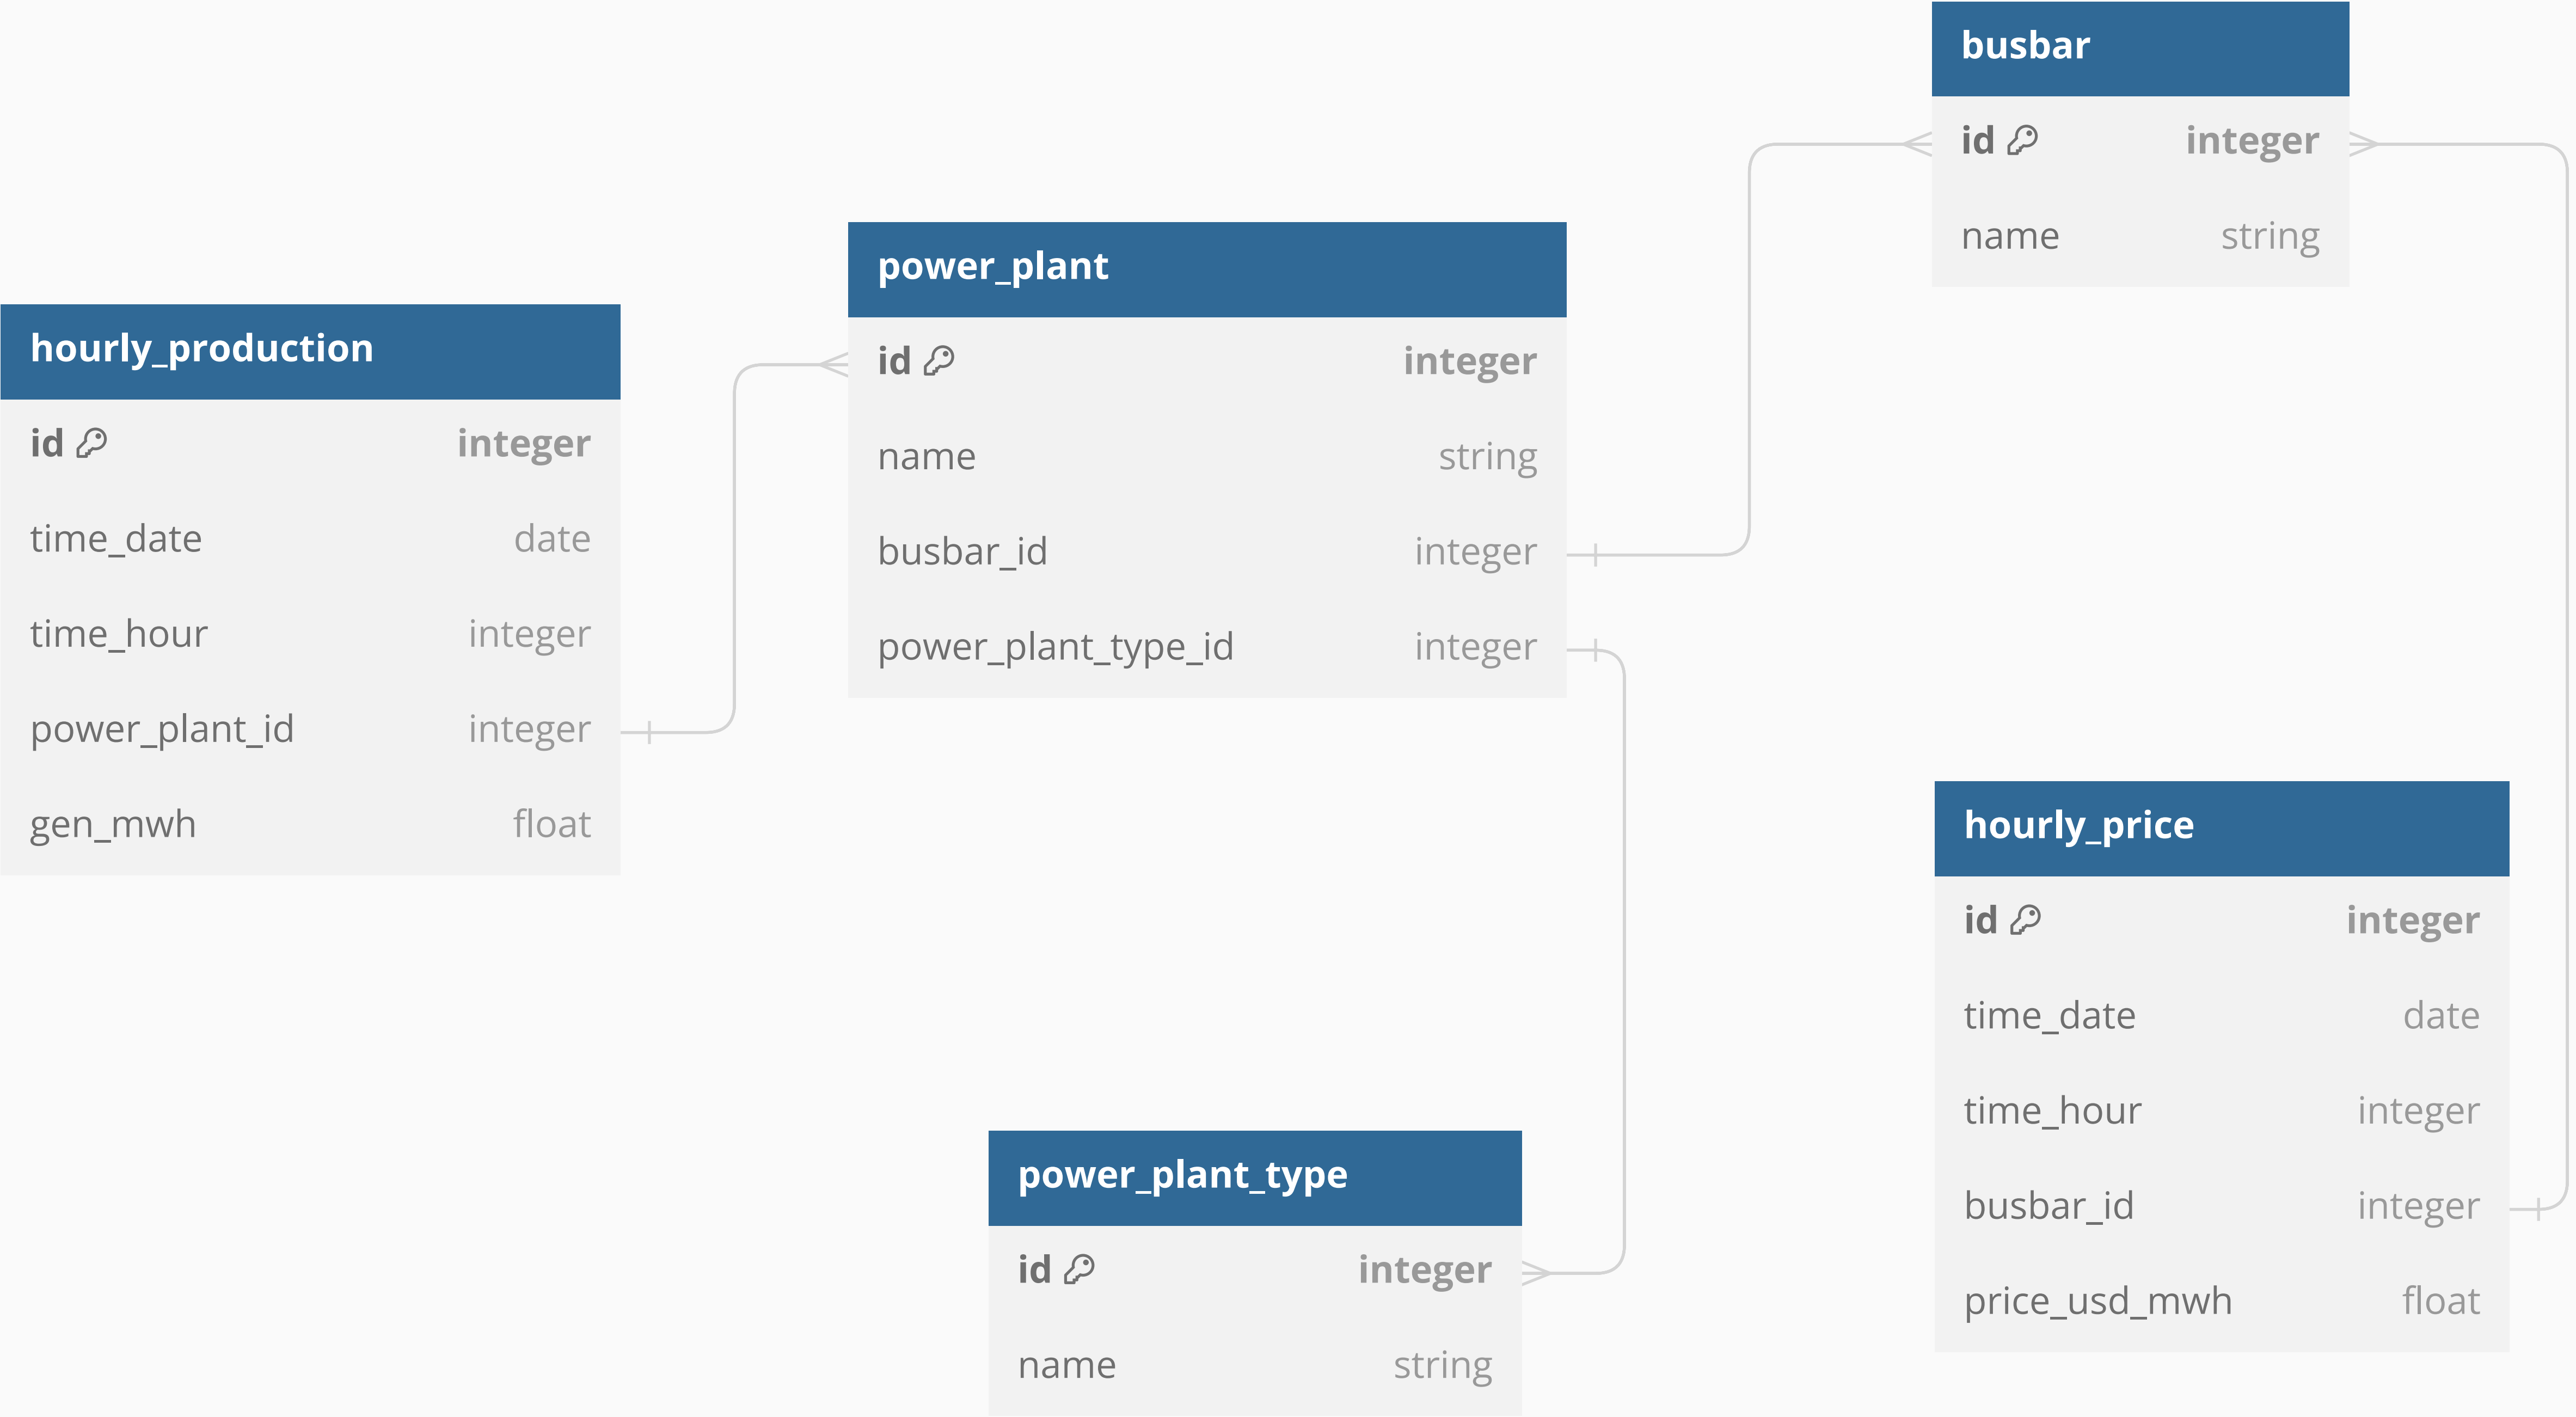 busbar
id integer
name string
power_plant
id integer
name string
busbar_id integer
power_plant_type_id integer
hourly_production
id integer
time_date date
time_hour integer
power_plant_id integer
gen_mwh float
hourly_price
id integer
time_date date
time_hour integer
busbar_id integer
price_usd_mwh float
power_plant_type
id integer
name string